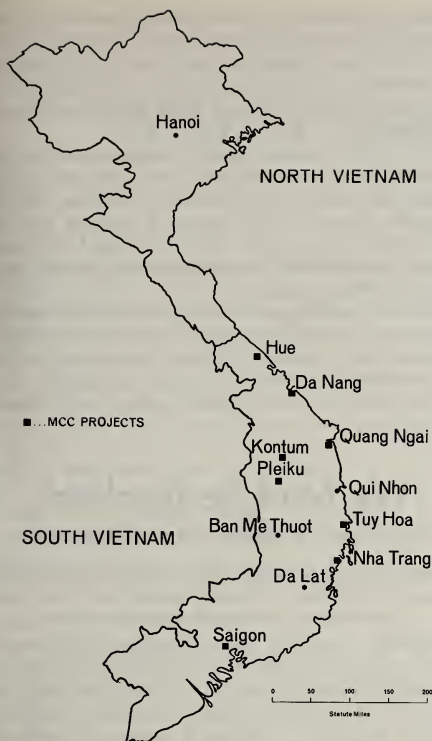 Hanoi
NORTH VIETNAM
Hue
Da Nang
■...MCC PROJECTS
Quang Ngai
Kontum
Pleiku
Qui Nhon
Tuy Hoa
Ban Me Thuot
SOUTH VIETNAM
Nha Trang
Da Lat
Saigon
0 50 100 200
Statute Miles